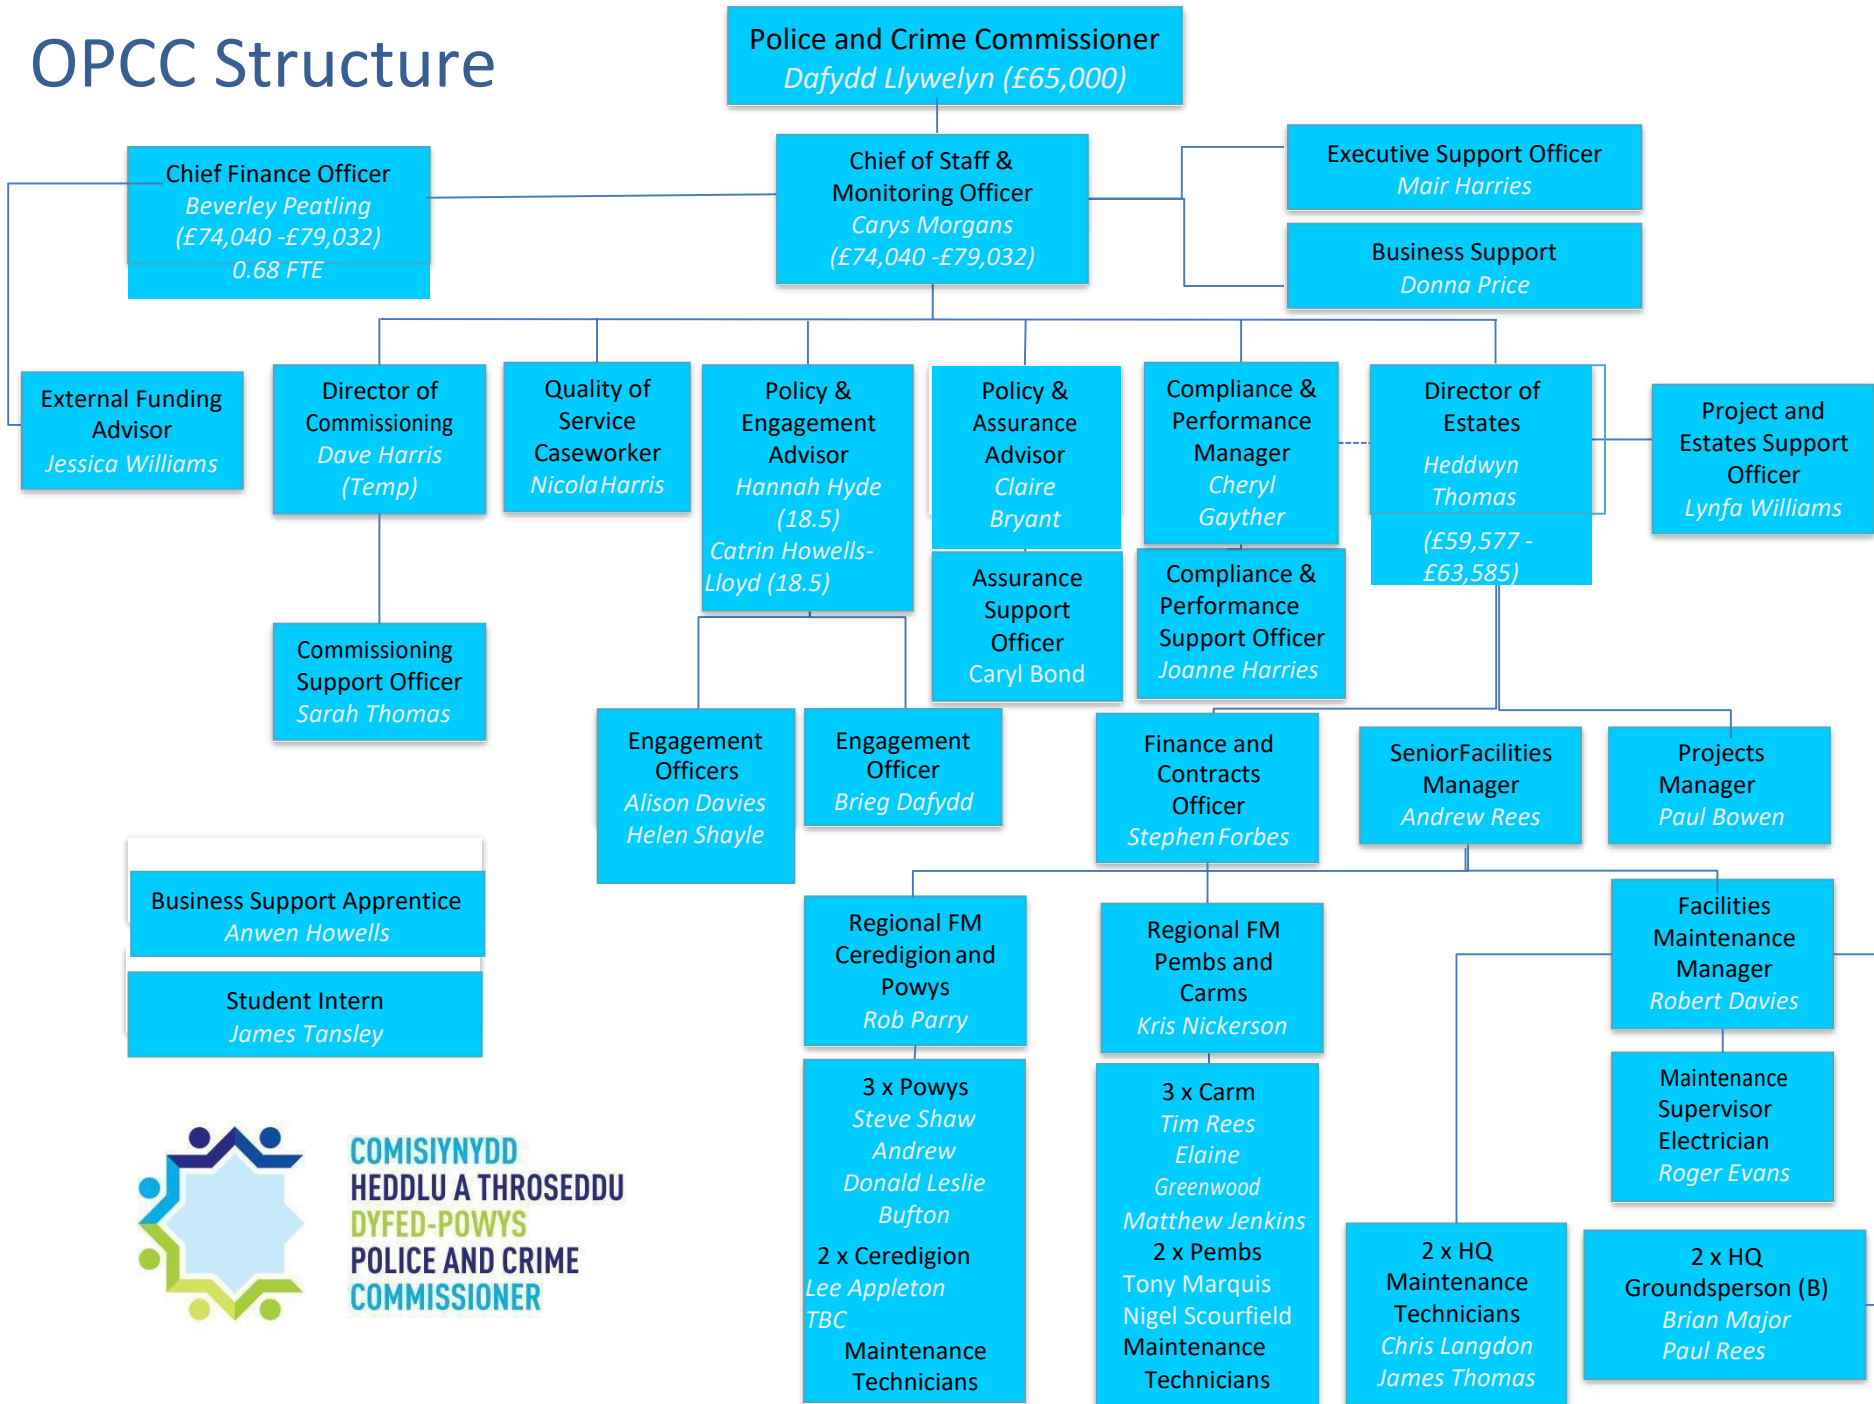 OPCC Structure
Police and Crime Commissioner
Dafydd Llywelyn (£65,000)
Chief Finance Officer
Beverley Peatling
(£74,040 -£79,032)
0.68 FTE
Chief of Staff &
Monitoring Officer
Carys Morgans
(£74,040 -£79,032)
Executive Support Officer
Mair Harries
Business Support
Donna Price
External Funding
Advisor
Jessica Williams
Director of
Commissioning
Dave Harris
(Temp)
Quality of
Service
Caseworker
Nicola Harris
Policy &
Engagement
Advisor
Hannah Hyde
(18.5)
Catrin Howells-
Lloyd (18.5)
Policy &
Assurance
Advisor
Claire
Bryant
Compliance &
Performance
Manager
Cheryl
Gayther
Director of
Estates
Heddwyn
Thomas
(£59,577 -
£63,585)
Project and
Estates Support
Officer
Lynfa Williams
Assurance
Support
Officer
Caryl Bond
Compliance &
Performance
Support Officer
Joanne Harries
Commissioning
Support Officer
Sarah Thomas
Engagement
Officers
Alison Davies
Helen Shayle
Engagement
Officer
Brieg Dafydd
Finance and
Contracts
Officer
Stephen Forbes
SeniorFacilities
Manager
Andrew Rees
Projects
Manager
Paul Bowen
Business Support Apprentice
Anwen Howells
Student Intern
James Tansley
Regional FM
Ceredigion and
Powys
Rob Parry
Regional FM
Pembs and
Carms
Kris Nickerson
Facilities
Maintenance
Manager
Robert Davies
3 x Powys
Steve Shaw
Andrew
Donald Leslie
Bufton
2 x Ceredigion
Lee Appleton
TBC
Maintenance
Technicians
3 x Carm
Tim Rees
Elaine
Greenwood
Matthew Jenkins
2 x Pembs
Tony Marquis
Nigel Scourfield
Maintenance
Technicians
Maintenance
Supervisor
Electrician
Roger Evans
2 x HQ
Maintenance
Technicians
Chris Langdon
James Thomas
2 x HQ
Groundsperson (B)
Brian Major
Paul Rees
COMISIYNYDD
HEDDLU A THROSEDDU
DYFED-POWYS
POLICE AND CRIME
COMMISSIONER